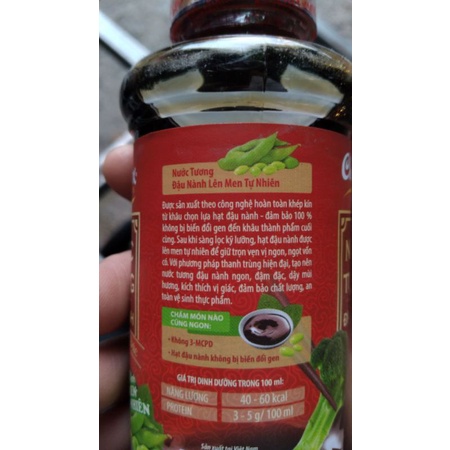 Nước Tương
Đậu Nành Lên Men Tự Nhiên
Được sản xuất theo công nghệ hoàn toàn khép kín
từ khâu chọn lựa hạt đậu nành - đảm bảo 100 %
không bị biến đổi gen đến khâu thành phẩm cuối
cùng. Sau khi sàng lọc kỹ lưỡng, hạt đậu nành được
lên men tự nhiên để giữ trọn vẹn vị ngon, ngọt vốn
có. Với phương pháp thanh trùng hiện đại, tạo nên
nước tương đậu nành ngon, đậm đặc, dậy mùi
hương, kích thích vị giác, đảm bảo chất lượng, an
toàn vệ sinh thực phẩm.
CHẤM MÓN NÀO
CŨNG NGON:
• Không 3-MCPD
• Hạt đậu nành không bị biến đổi gen
GIÁ TRỊ DINH DƯỠNG TRONG 100 ml:
NĂNG LƯỢNG 40 - 60 kcal
PROTEIN 3 - 5 g/ 100 ml
Sản xuất tại Việt Nam